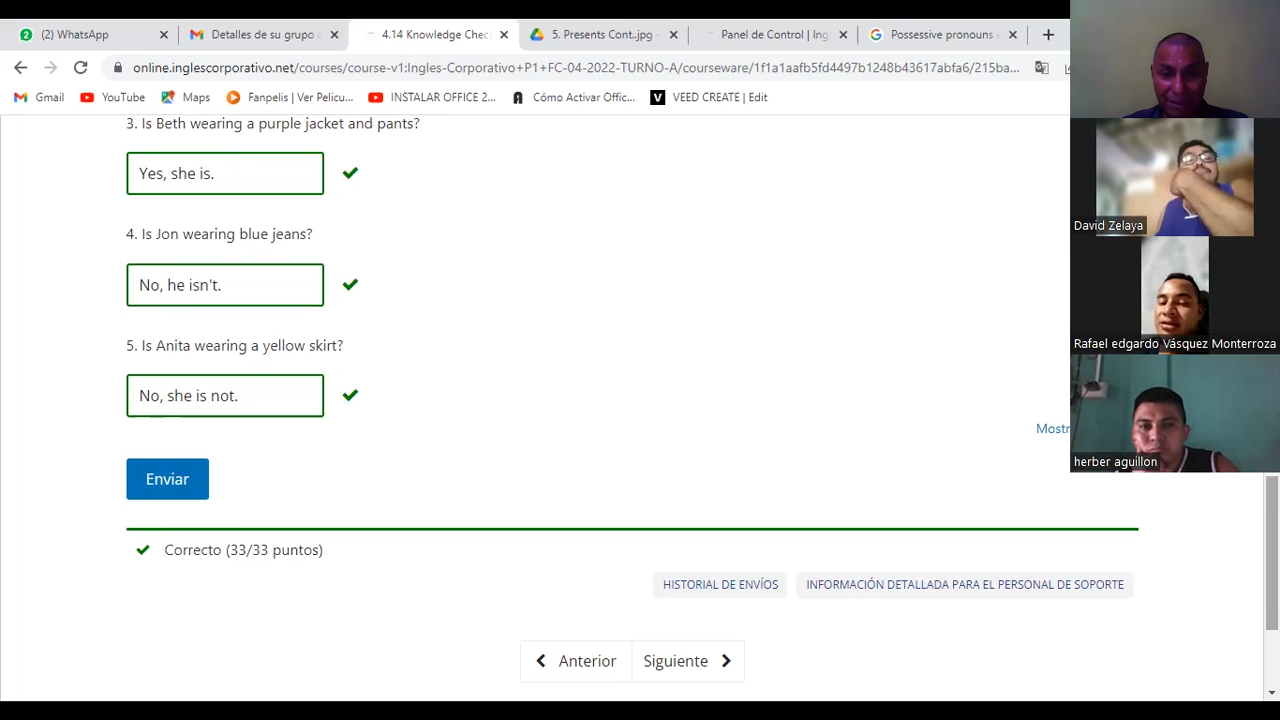 2 (2) WhatsApp
Detalles de su grupo a
4.14 Knowledge Chec
5. Presents Cont.jpg -
Panel de Control | Ing
Possessive pronouns e
online.inglescorporativo.net/courses/course-v1:Ingles-Corporativo+P1+FC-04-2022-TURNO-A/courseware/1f1a1aafb5fd4497b1248b43617abfa6/215ba...
Gmail
YouTube
Maps
Fanpelis | Ver Pelicu...
INSTALAR OFFICE 2...
Cómo Activar Offic...
VEED CREATE | Edit
3. Is Beth wearing a purple jacket and pants?
Yes, she is.
4. Is Jon wearing blue jeans?
No, he isn't.
5. Is Anita wearing a yellow skirt?
No, she is not.
Mostr
Enviar
Correcto (33/33 puntos)
HISTORIAL DE ENVÍOS
INFORMACIÓN DETALLADA PARA EL PERSONAL DE SOPORTE
Anterior
Siguiente
David Zelaya
Rafael edgardo Vásquez Monterroza
herber aguillon